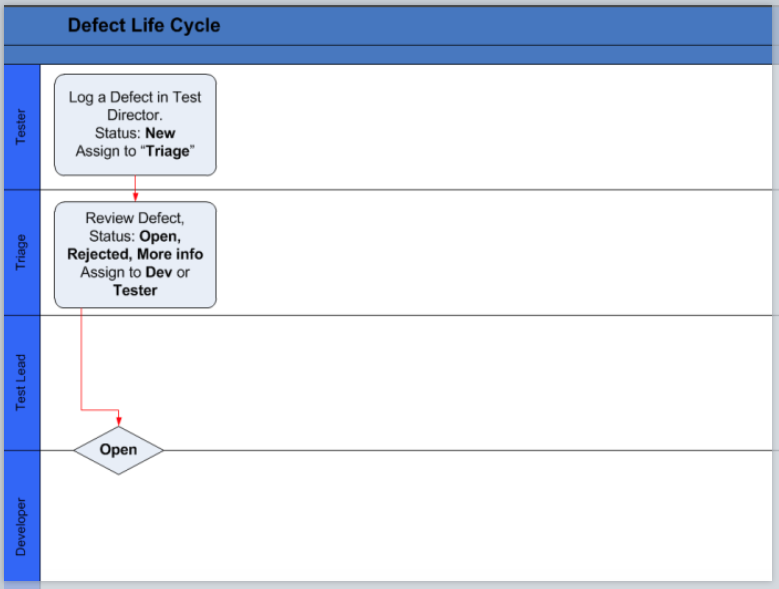 Defect Life Cycle
Tester
Log a Defect in Test
Director.
Status: New
Assign to “Triage”
Triage
Review Defect,
Status: Open,
Rejected, More info
Assign to Dev or
Tester
Test Lead
Open
Developer